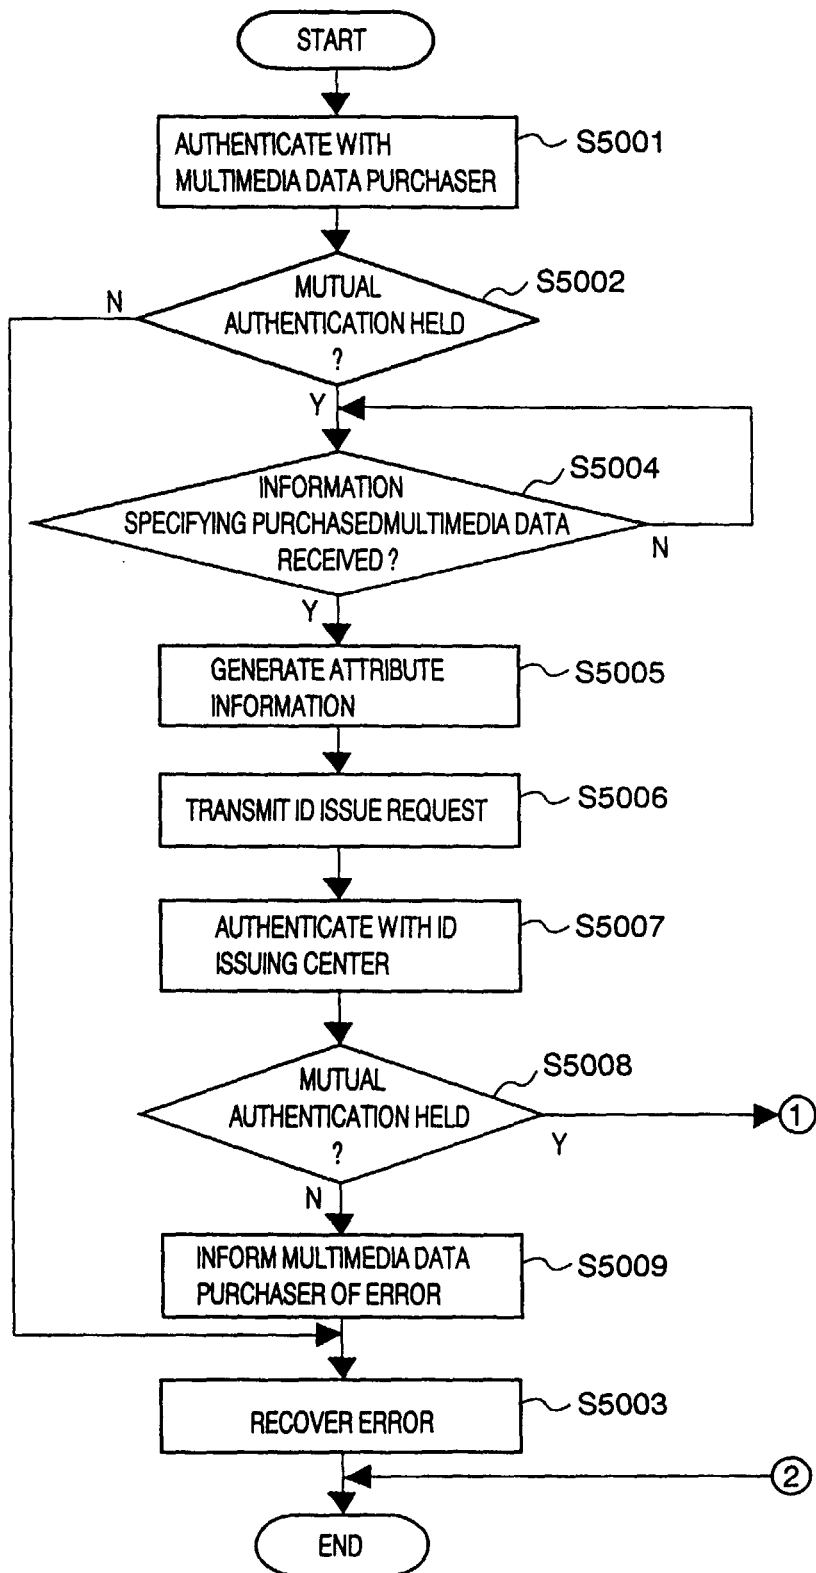 START
AUTHENTICATE WITH
MULTIMEDIA DATA PURCHASER
S5001
MUTUAL
AUTHENTICATION HELD
?
S5002
N
Y
INFORMATION
SPECIFYING PURCHASEDMULTIMEDIA DATA
RECEIVED ?
S5004
N
Y
GENERATE ATTRIBUTE
INFORMATION
S5005
TRANSMIT ID ISSUE REQUEST
S5006
AUTHENTICATE WITH ID
ISSUING CENTER
S5007
MUTUAL
AUTHENTICATION HELD
?
S5008
Y
1
N
INFORM MULTIMEDIA DATA
PURCHASER OF ERROR
S5009
RECOVER ERROR
S5003
2
END